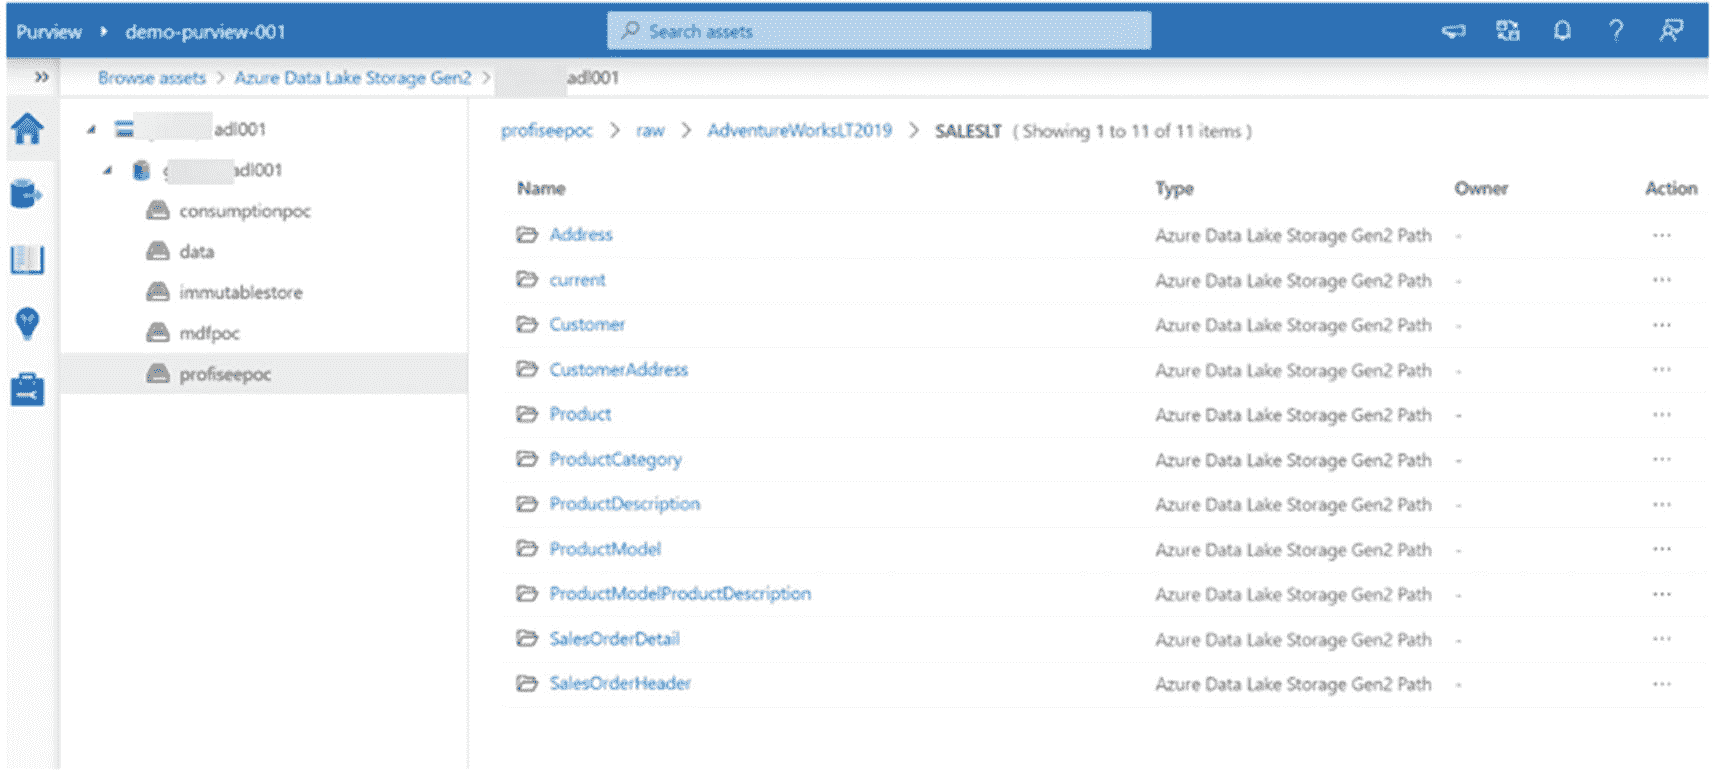 Purview demo-purview-001 Search assets ?
Browse assets > Azure Data Lake Storage Gen2 > adl001
adl001
adl001
consumptionpoc
data
immutablestore
mdfpoc
profiseepoc
profiseepoc > raw > AdventureWorksLT2019 > SALESLT ( Showing 1 to 11 of 11 items )
Name Type Owner Action
Address Azure Data Lake Storage Gen2 Path - ...
current Azure Data Lake Storage Gen2 Path - ...
Customer Azure Data Lake Storage Gen2 Path - ...
CustomerAddress Azure Data Lake Storage Gen2 Path - ...
Product Azure Data Lake Storage Gen2 Path - ...
ProductCategory Azure Data Lake Storage Gen2 Path - ...
ProductDescription Azure Data Lake Storage Gen2 Path - ...
ProductModel Azure Data Lake Storage Gen2 Path - ...
ProductModelProductDescription Azure Data Lake Storage Gen2 Path - ...
SalesOrderDetail Azure Data Lake Storage Gen2 Path - ...
SalesOrderHeader Azure Data Lake Storage Gen2 Path - ...